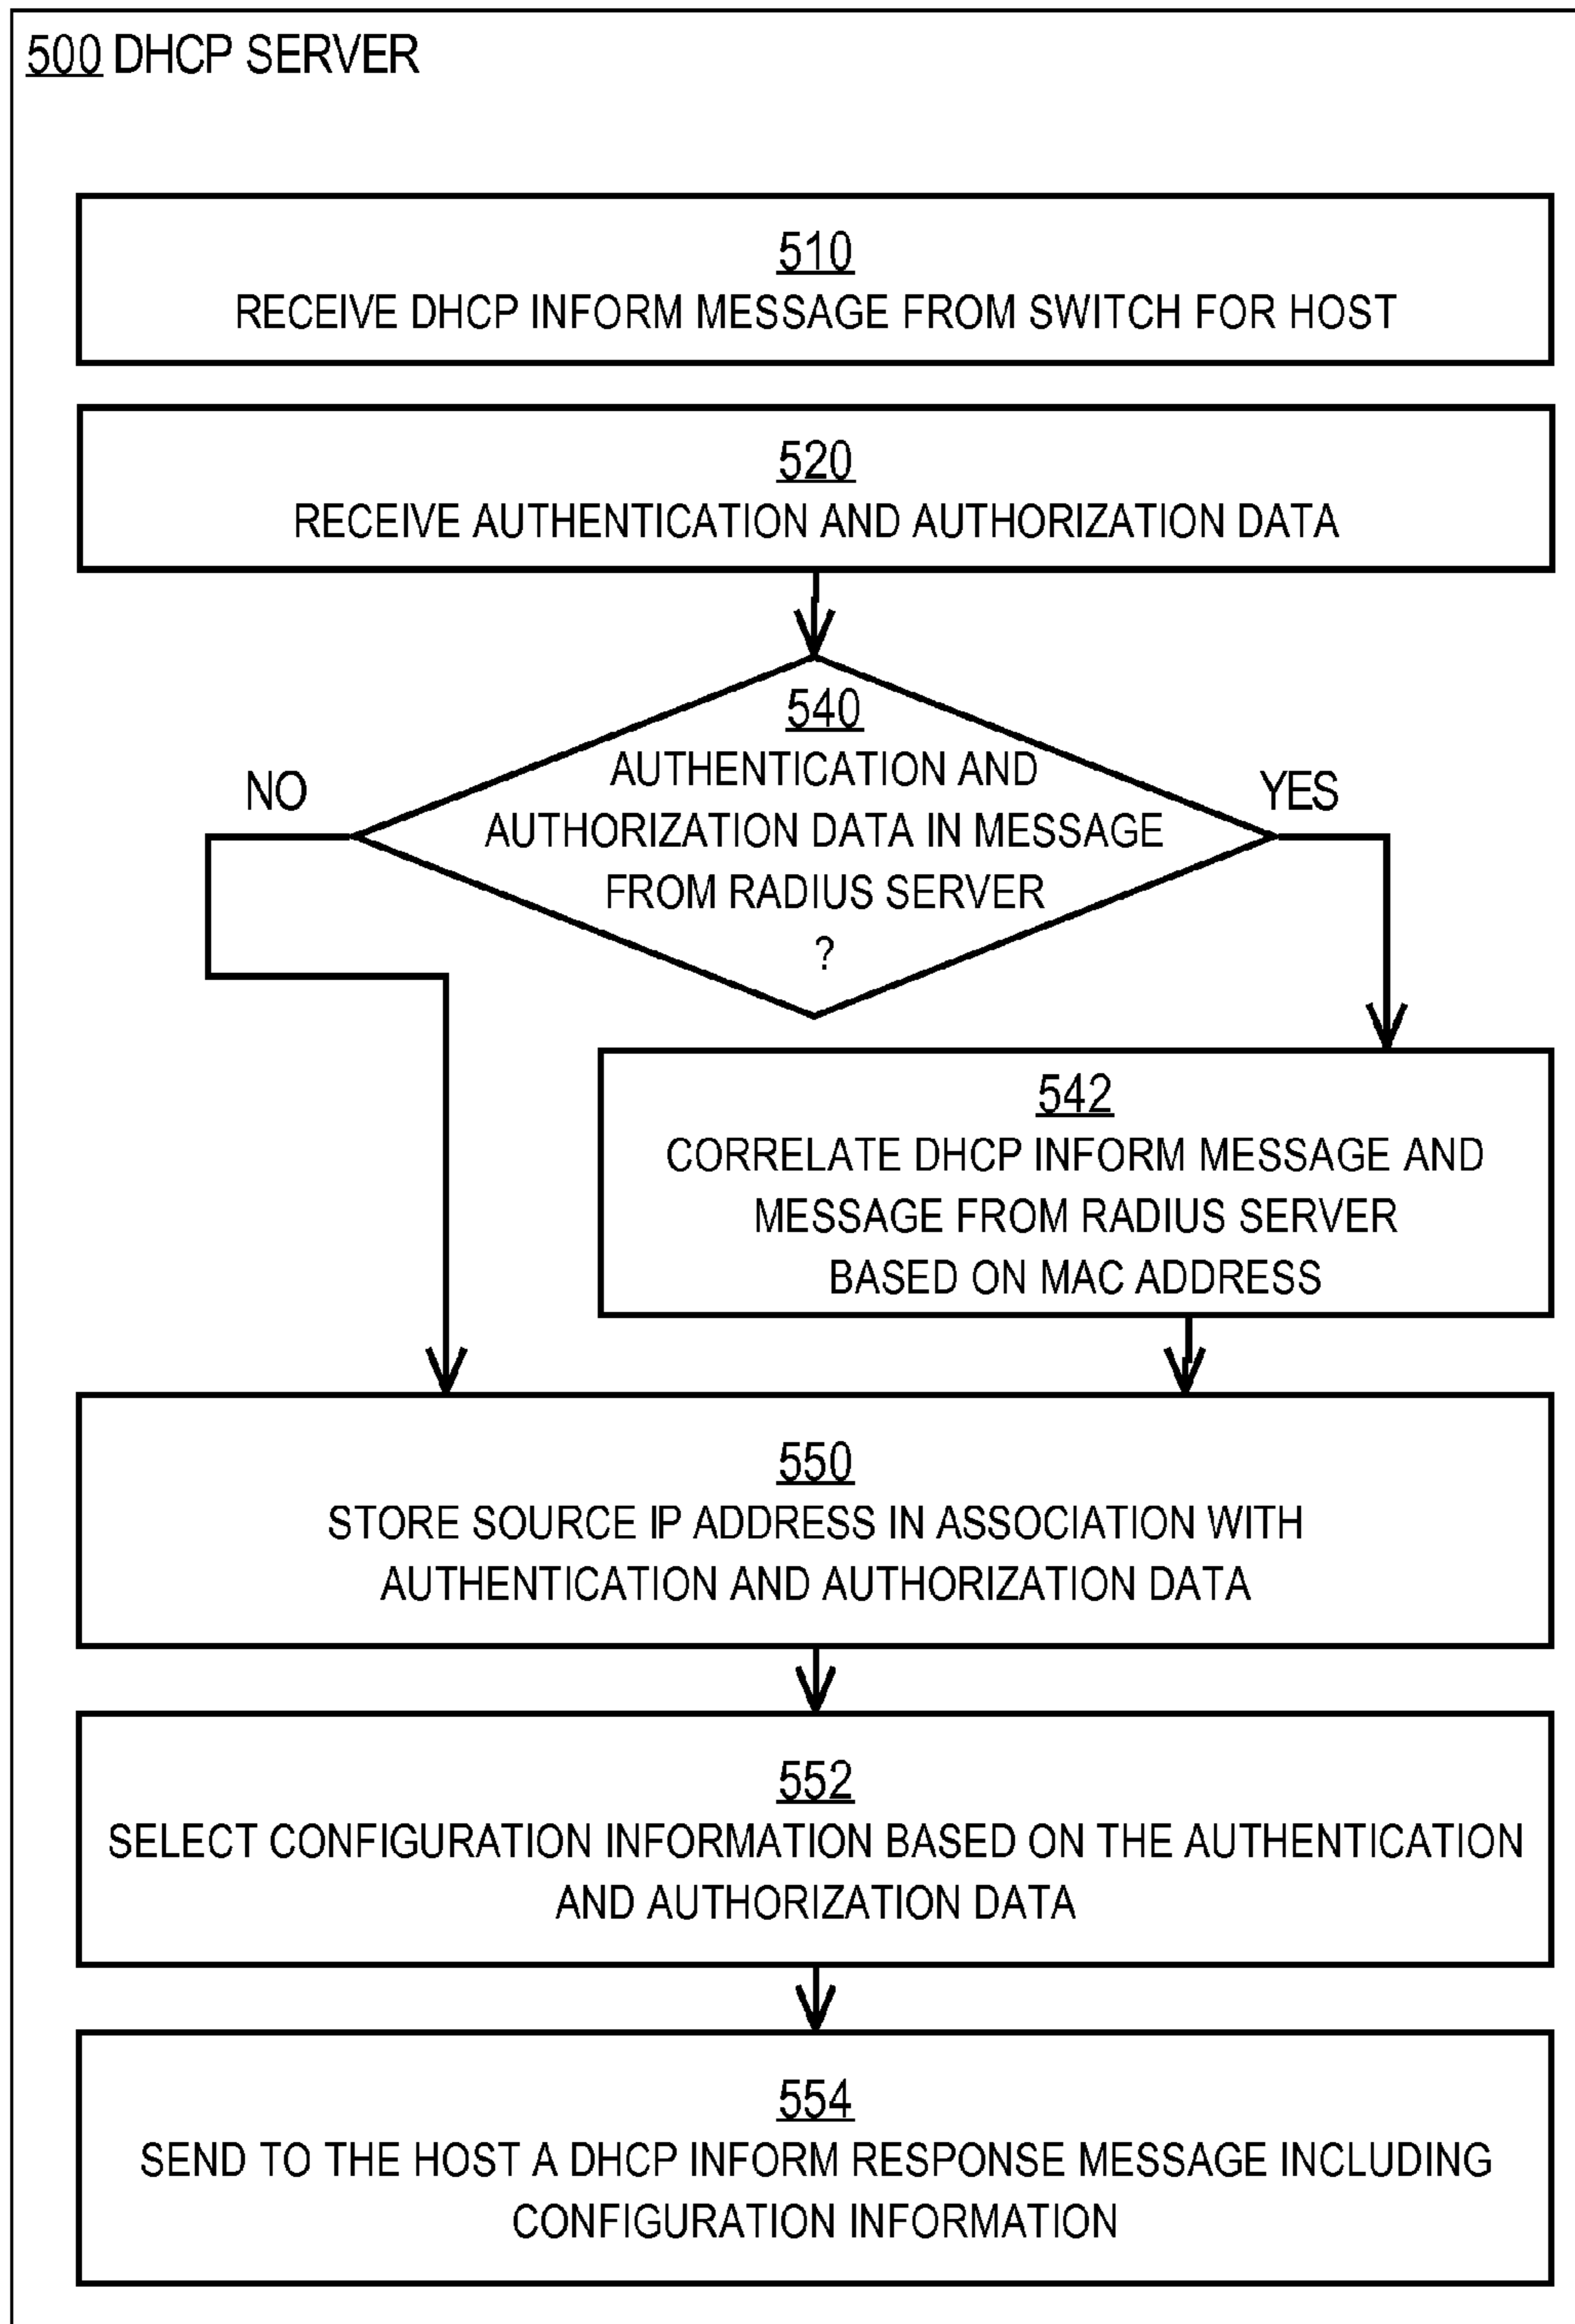 500 DHCP SERVER
510
RECEIVE DHCP INFORM MESSAGE FROM SWITCH FOR HOST
520
RECEIVE AUTHENTICATION AND AUTHORIZATION DATA
540
AUTHENTICATION AND
AUTHORIZATION DATA IN MESSAGE
FROM RADIUS SERVER
?
NO
YES
542
CORRELATE DHCP INFORM MESSAGE AND
MESSAGE FROM RADIUS SERVER
BASED ON MAC ADDRESS
550
STORE SOURCE IP ADDRESS IN ASSOCIATION WITH
AUTHENTICATION AND AUTHORIZATION DATA
552
SELECT CONFIGURATION INFORMATION BASED ON THE AUTHENTICATION
AND AUTHORIZATION DATA
554
SEND TO THE HOST A DHCP INFORM RESPONSE MESSAGE INCLUDING
CONFIGURATION INFORMATION